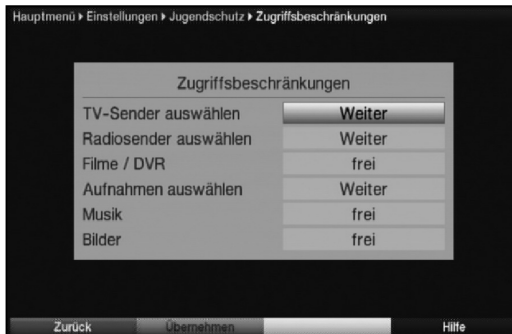 Hauptmenü ▸ Einstellungen ▸ Jugendschutz ▸ Zugriffsbeschränkungen
Zugriffsbeschränkungen
TV-Sender auswählen Weiter
Radiosender auswählen Weiter
Filme / DVR frei
Aufnahmen auswählen Weiter
Musik frei
Bilder frei
Zurück Übernehmen Hilfe